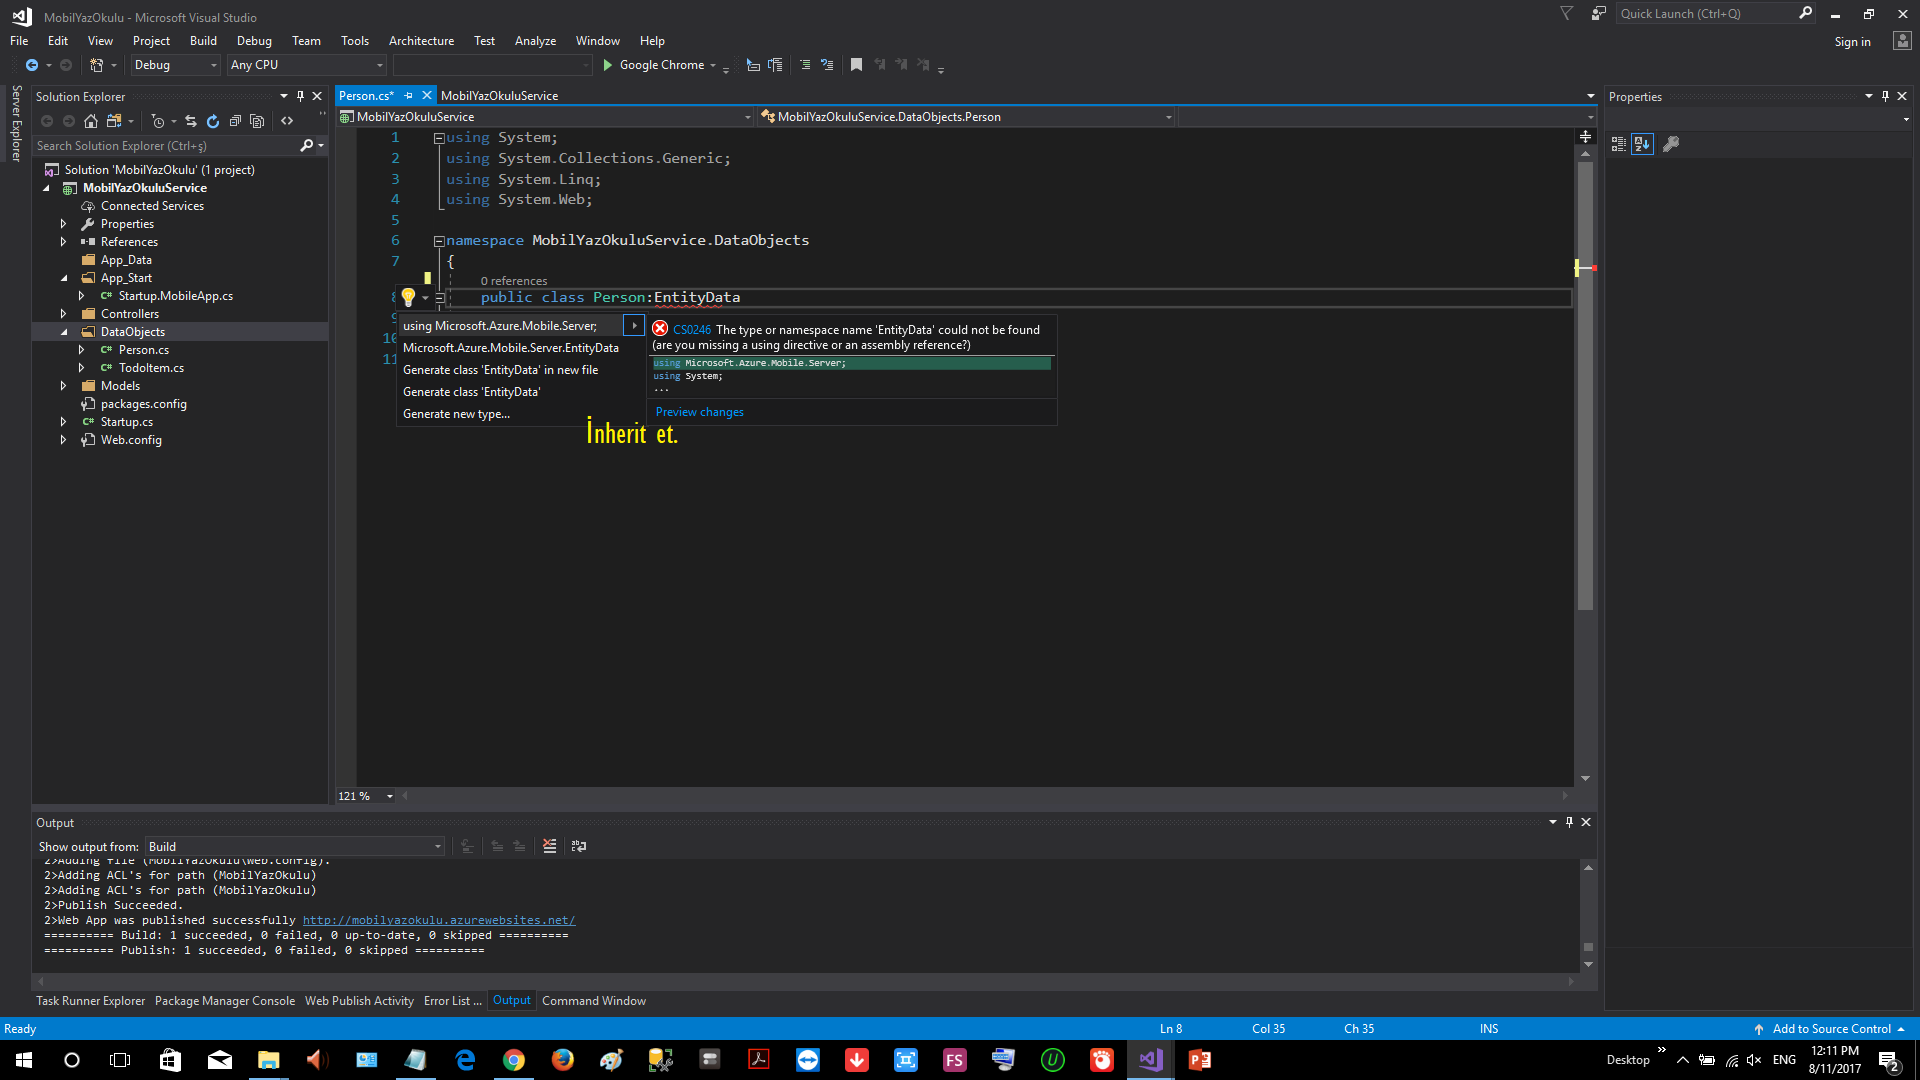 MobilYazOkulu - Microsoft Visual Studio
Quick Launch (Ctrl+Q)
File Edit View Project Build Debug Team Tools Architecture Test Analyze Window Help
Sign in
Debug Any CPU Google Chrome
Server Explorer
Solution Explorer
Search Solution Explorer (Ctrl+ş)
Solution 'MobilYazOkulu' (1 project)
MobilYazOkuluService
Connected Services
Properties
References
App_Data
App_Start
C# Startup.MobileApp.cs
Controllers
DataObjects
C# Person.cs
C# TodoItem.cs
Models
packages.config
C# Startup.cs
Web.config
Person.cs* MobilYazOkuluService
MobilYazOkuluService MobilYazOkuluService.DataObjects.Person
1 using System;
2 using System.Collections.Generic;
3 using System.Linq;
4 using System.Web;
5
6 namespace MobilYazOkuluService.DataObjects
7 {
0 references
8 public class Person:EntityData
9
10
11
using Microsoft.Azure.Mobile.Server;
Microsoft.Azure.Mobile.Server.EntityData
Generate class 'EntityData' in new file
Generate class 'EntityData'
Generate new type...
CS0246 The type or namespace name 'EntityData' could not be found
(are you missing a using directive or an assembly reference?)
using Microsoft.Azure.Mobile.Server;
using System;
...
Preview changes
İnherit et.
121 %
Properties
Output
Show output from: Build
2>Adding file (MobilYazOkulu\Web.config).
2>Adding ACL's for path (MobilYazOkulu)
2>Adding ACL's for path (MobilYazOkulu)
2>Publish Succeeded.
2>Web App was published successfully http://mobilyazokulu.azurewebsites.net/
========== Build: 1 succeeded, 0 failed, 0 up-to-date, 0 skipped ==========
========== Publish: 1 succeeded, 0 failed, 0 skipped ==========
Task Runner Explorer Package Manager Console Web Publish Activity Error List ... Output Command Window
Ready Ln 8 Col 35 Ch 35 INS Add to Source Control
FS
Desktop ENG 12:11 PM
8/11/2017
2